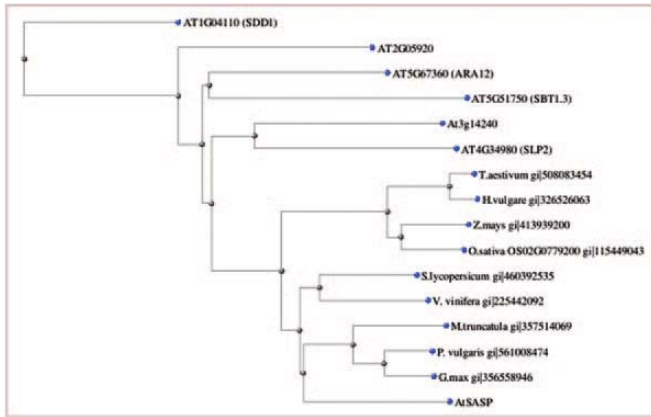 AT1G04110 (SDD1)
AT2G05920
AT5G67360 (ARA12)
AT5G51750 (SBT1.3)
At3g14240
AT4G34980 (SLP2)
T.aestivum gi|508083454
H.vulgare gi|326526063
Z.mays gi|413939200
O.sativa OS02G0779200 gi|115449043
S.lycopersicum gi|460392535
V. vinifera gi|225442092
M.truncatula gi|357514069
P. vulgaris gi|561008474
G.max gi|356558946
AtSASP